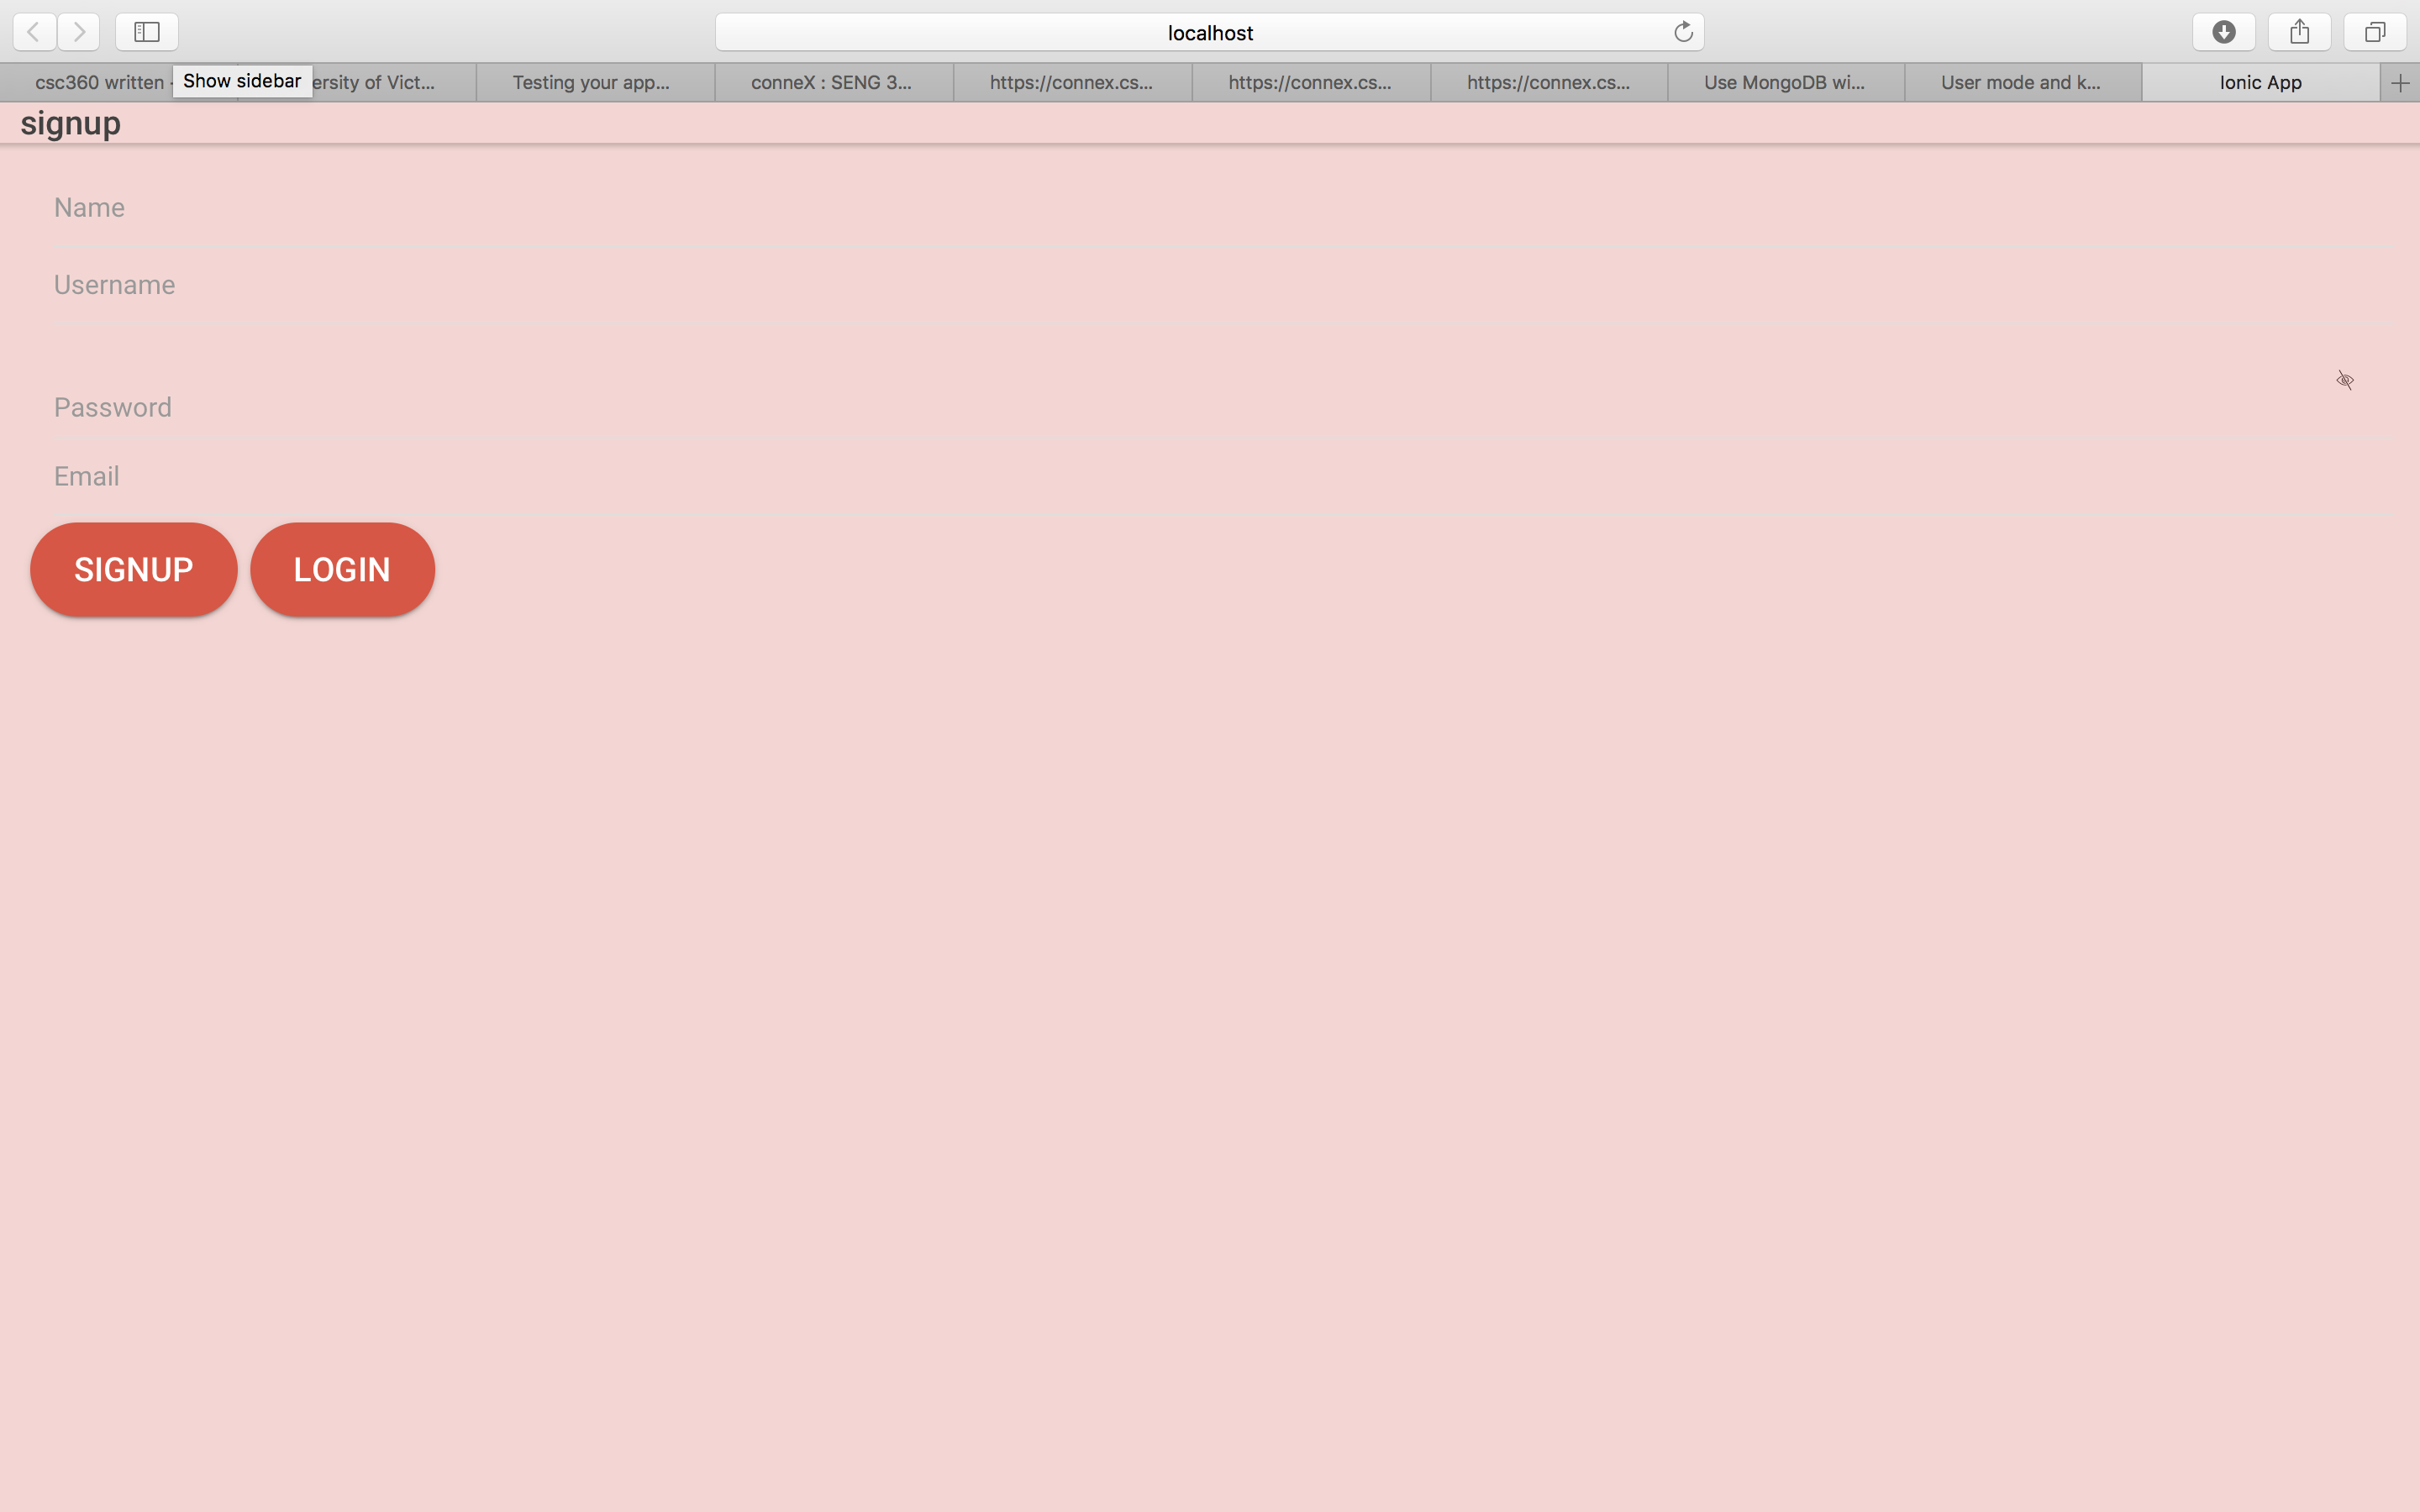 localhost
csc360 written -
Show sidebar
ersity of Vict...
Testing your app...
conneX : SENG 3...
https://connex.cs...
https://connex.cs...
https://connex.cs...
Use MongoDB wi...
User mode and k...
Ionic App
signup
Name
Username
Password
Email
SIGNUP
LOGIN